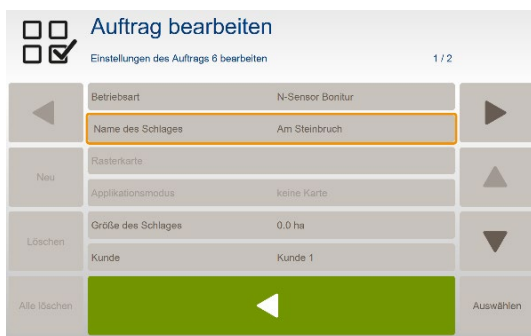 Auftrag bearbeiten
Einstellungen des Auftrags 6 bearbeiten 1/2
Betriebsart N-Sensor Bonitur
Name des Schlages Am Steinbruch
Rasterkarte
Neu
Applikationsmodus keine Karte
Größe des Schlages 0.0 ha
Löschen
Kunde Kunde 1
Alle löschen Auswählen